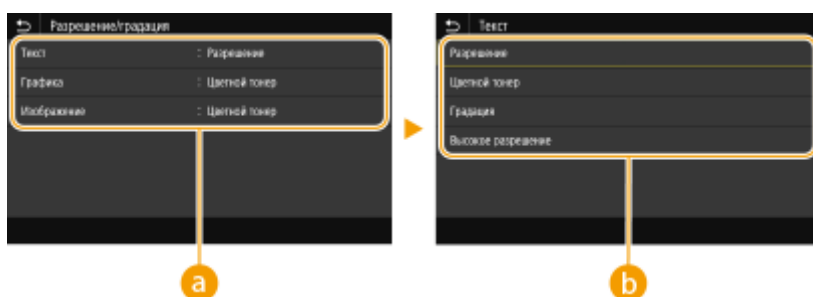 Разрешение/градация
Текст : Разрешение
Графика : Цветной тонер
Изображение : Цветной тонер
a
Текст
Разрешение
Цветной тонер
Градация
Высокое разрешение
b